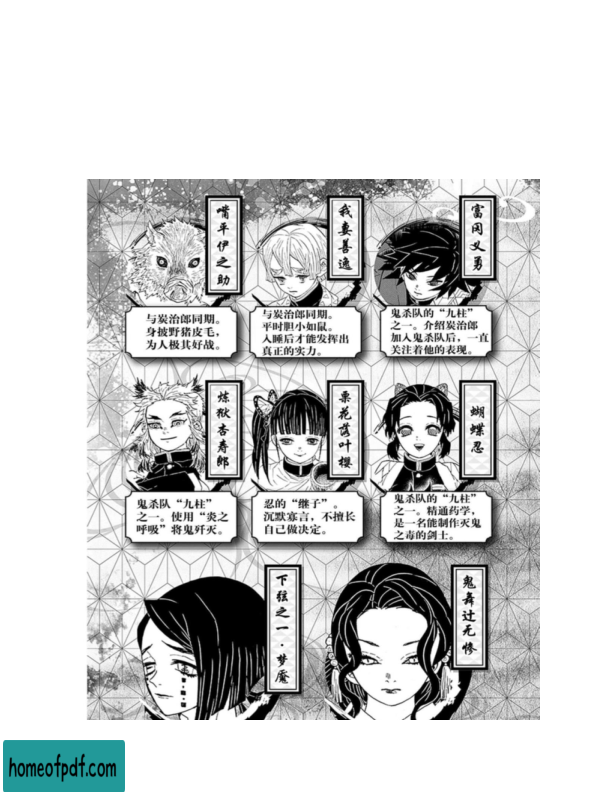 嘴平伊之助
与炭治郎同期。
身披野猪皮毛，
为人极其好战。
我妻善逸
与炭治郎同期。
平时胆小如鼠。
入睡后才能发挥出
真正的实力。
富冈义勇
鬼杀队的“九柱”
之一。介绍炭治郎
加入鬼杀队后，一直
关注着他的表现。
炼狱杏寿郎
鬼杀队“九柱”
之一。使用“炎之
呼吸”将鬼歼灭。
栗花落叶樱
忍的“继子”。
沉默寡言，不擅长
自己做决定。
蝴蝶忍
鬼杀队的“九柱”
之一。精通药学，
是一名能制作灭鬼
之毒的剑士。
下弦之一·梦魇
鬼舞辻无惨
homeofpdf.com